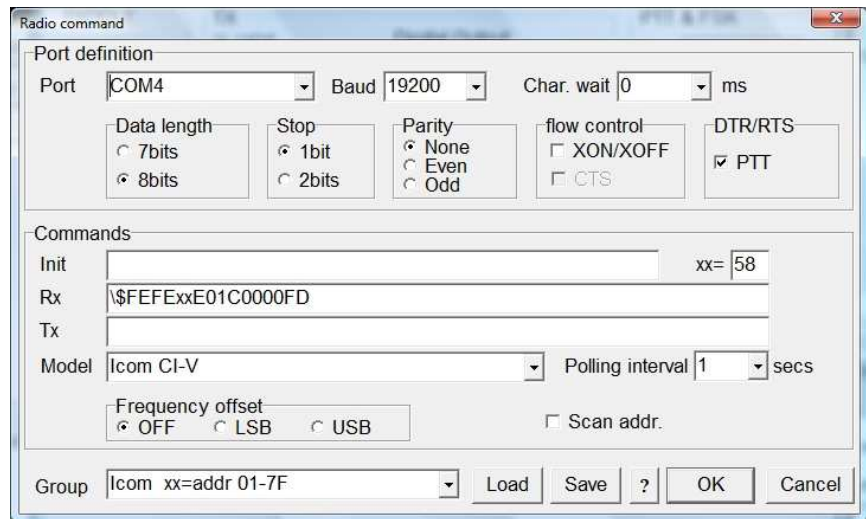 Radio command
Port definition
Port COM4 Baud 19200 Char. wait 0 ms
Data length Stop Parity flow control DTR/RTS
7bits 1bit None XON/XOFF PTT
8bits 2bits Even CTS
Odd
Commands
Init xx= 58
Rx \$FEFExxE01C0000FD
Tx
Model Icom CI-V Polling interval 1 secs
Frequency offset
OFF LSB USB Scan addr.
Group Icom xx=addr 01-7F Load Save ? OK Cancel